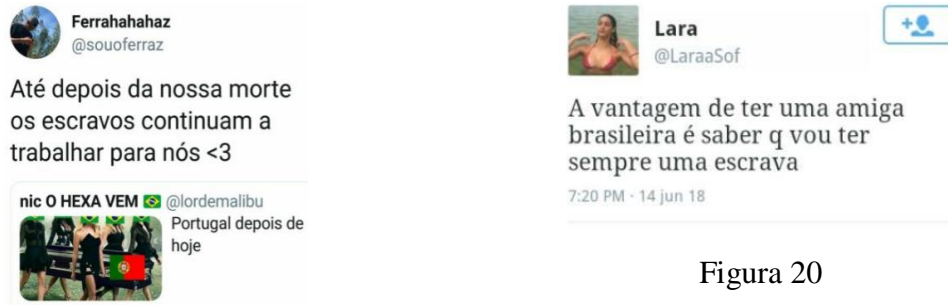 Ferrahahahaz
@souoferraz
Até depois da nossa morte
os escravos continuam a
trabalhar para nós <3
nic O HEXA VEM 🇧🇷 @lordemalibu
Portugal depois de
hoje
Lara
@LaraaSof
A vantagem de ter uma amiga
brasileira é saber q vou ter
sempre uma escrava
7:20 PM · 14 jun 18
Figura 20